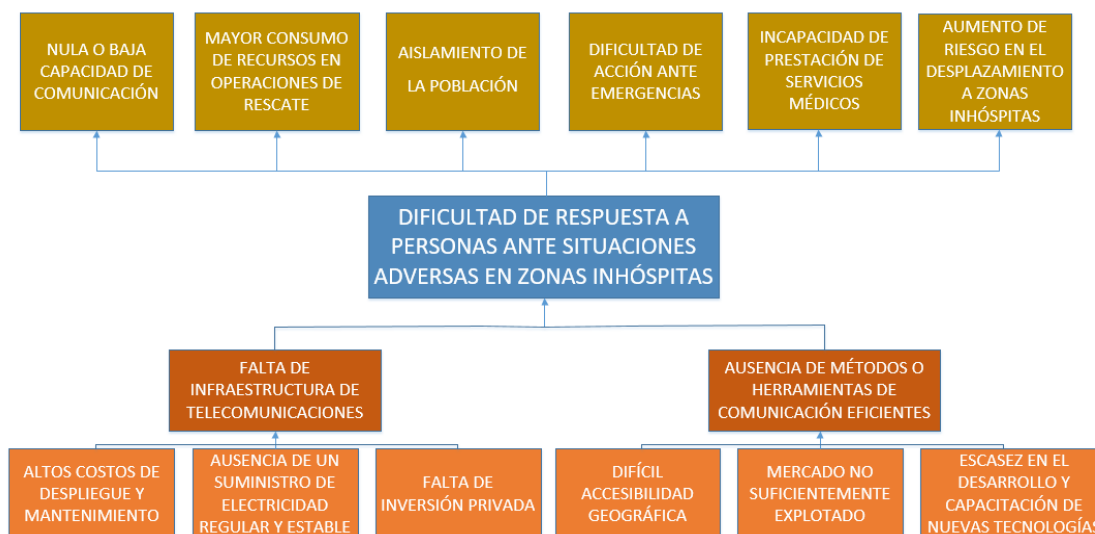 NULA O BAJA
CAPACIDAD DE
COMUNICACIÓN
MAYOR CONSUMO
DE RECURSOS EN
OPERACIONES DE
RESCATE
AISLAMIENTO DE
LA POBLACIÓN
DIFICULTAD DE
ACCIÓN ANTE
EMERGENCIAS
INCAPACIDAD DE
PRESTACIÓN DE
SERVICIOS
MÉDICOS
AUMENTO DE
RIESGO EN EL
DESPLAZAMIENTO
A ZONAS
INHÓSPITAS
DIFICULTAD DE RESPUESTA A
PERSONAS ANTE SITUACIONES
ADVERSAS EN ZONAS INHÓSPITAS
FALTA DE
INFRAESTRUCTURA DE
TELECOMUNICACIONES
AUSENCIA DE MÉTODOS O
HERRAMIENTAS DE
COMUNICACIÓN EFICIENTES
ALTOS COSTOS DE
DESPLIEGUE Y
MANTENIMIENTO
AUSENCIA DE UN
SUMINISTRO DE
ELECTRICIDAD
REGULAR Y ESTABLE
FALTA DE
INVERSIÓN PRIVADA
DIFÍCIL
ACCESIBILIDAD
GEOGRÁFICA
MERCADO NO
SUFICIENTEMENTE
EXPLOTADO
ESCASEZ EN EL
DESARROLLO Y
CAPACITACIÓN DE
NUEVAS TECNOLOGÍAS